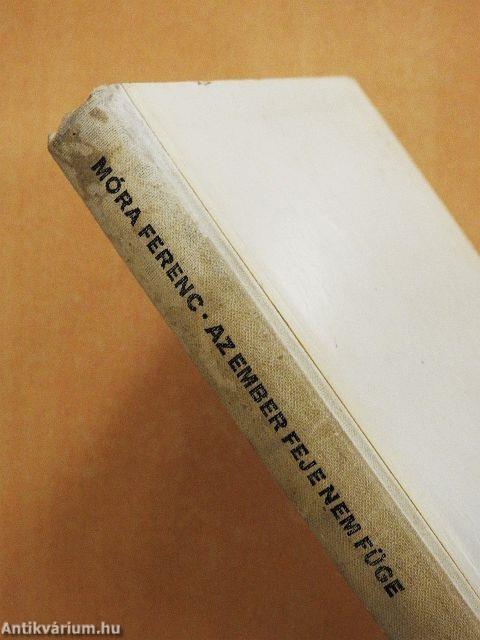 MÓRA FERENC · AZ EMBER FEJE NEM FÜGE
Antikvárium.hu